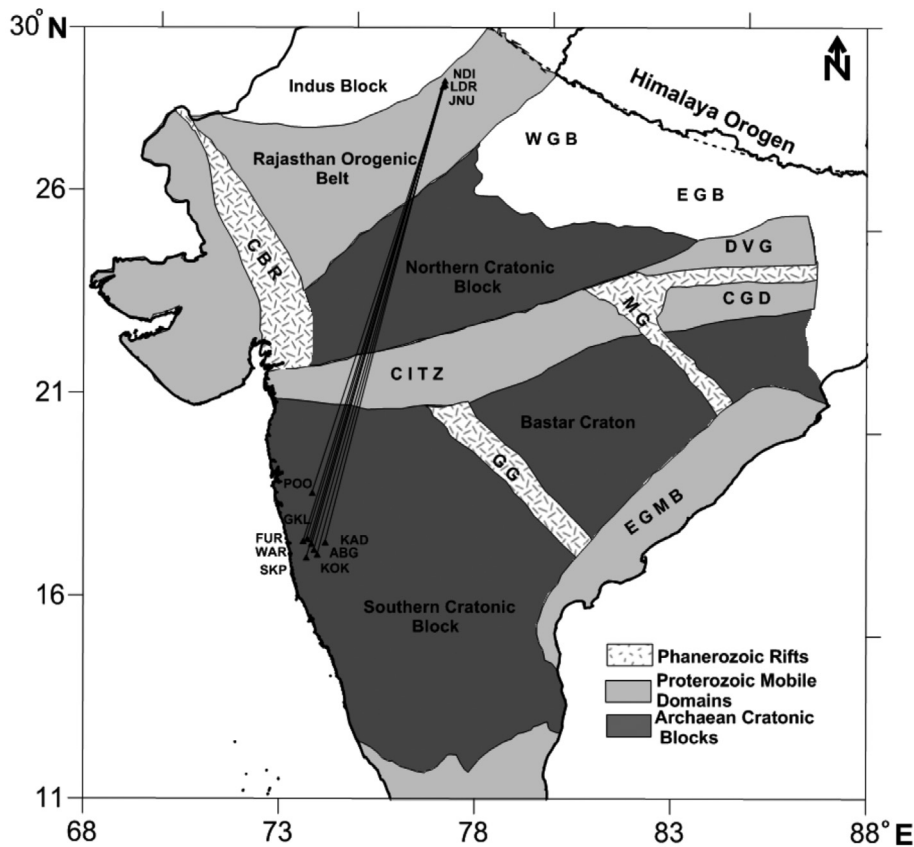 30° N
N
Indus Block
NDI
LDR
JNU
Himalaya Orogen
W G B
Rajasthan Orogenic
Belt
26
E G B
C B R
D V G
Northern Cratonic
Block
C G D
M G
C I T Z
21
Bastar Craton
G G
POO
E G M B
GKL
FUR
KAD
WAR
ABG
SKP
KOK
16
Southern Cratonic
Block
Phanerozoic Rifts
Proterozoic Mobile
Domains
Archaean Cratonic
Blocks
11
68
73
78
83
88° E